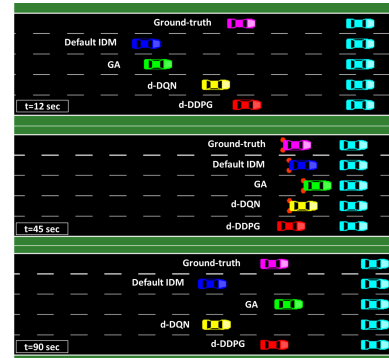 Ground-truth
Default IDM
GA
d-DQN
d-DDPG
t=12 sec
Ground-truth
Default IDM
GA
d-DQN
d-DDPG
t=45 sec
Ground-truth
Default IDM
GA
d-DQN
d-DDPG
t=90 sec